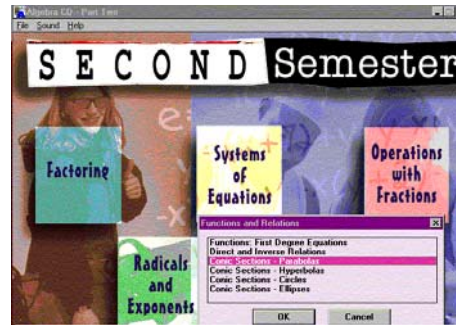 Algebra CD - Part Two
File Sound Help
SECOND Semester
Factoring
Systems
of
Equations
Operations
with
Fractions
Radicals
and
Exponents
Functions and Relations
Functions: First Degree Equations
Direct and Inverse Relations
Conic Sections - Parabolas
Conic Sections - Hyperbolas
Conic Sections - Circles
Conic Sections - Ellipses
OK Cancel